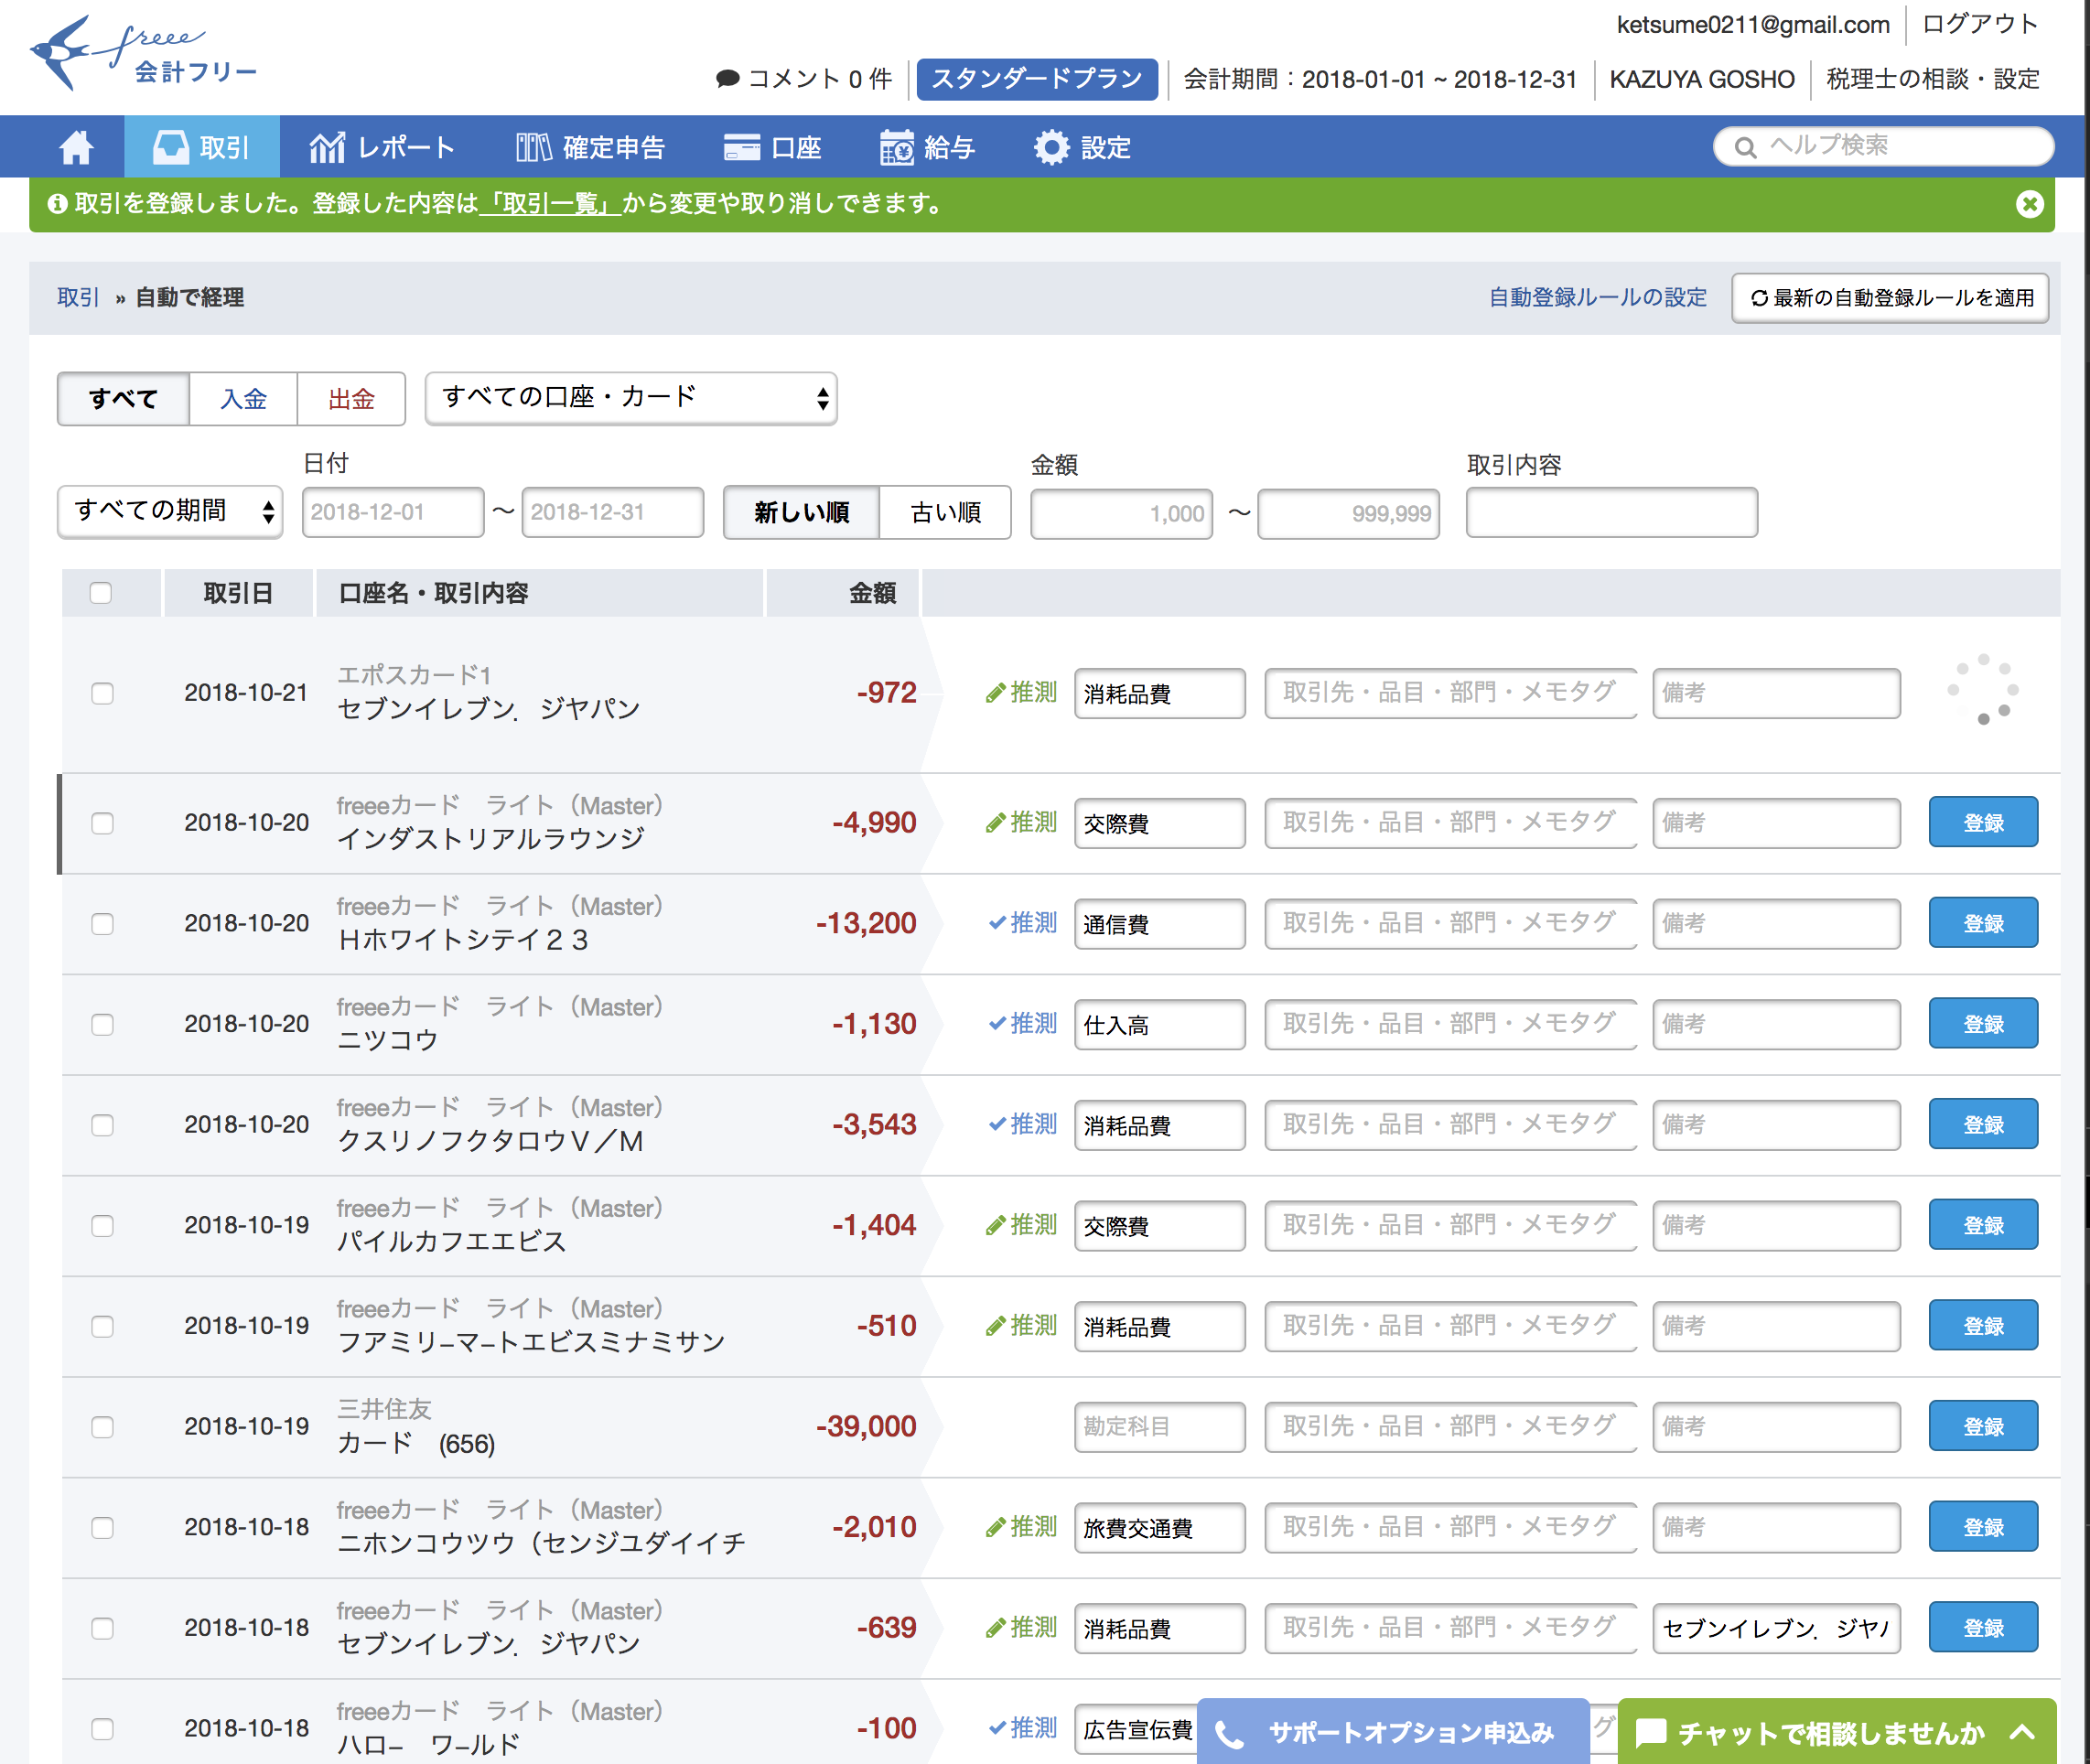 ketsume0211@gmail.com ログアウト
freee
会計フリー
コメント 0 件 スタンダードプラン 会計期間：2018-01-01 ~ 2018-12-31 KAZUYA GOSHO 税理士の相談・設定
取引 レポート 確定申告 口座 給与 設定 ヘルプ検索
取引を登録しました。登録した内容は「取引一覧」から変更や取り消しできます。
取引 » 自動で経理 自動登録ルールの設定 最新の自動登録ルールを適用
すべて 入金 出金 すべての口座・カード
日付 金額 取引内容
すべての期間 2018-12-01 〜 2018-12-31 新しい順 古い順 1,000 〜 999,999
取引日 口座名・取引内容 金額
エポスカード1
2018-10-21 セブンイレブン．ジヤパン -972 推測 消耗品費 取引先・品目・部門・メモタグ 備考
freeeカード　ライト（Master）
2018-10-20 インダストリアルラウンジ -4,990 推測 交際費 取引先・品目・部門・メモタグ 備考 登録
freeeカード　ライト（Master）
2018-10-20 Ｈホワイトシテイ２３ -13,200 推測 通信費 取引先・品目・部門・メモタグ 備考 登録
freeeカード　ライト（Master）
2018-10-20 ニツコウ -1,130 推測 仕入高 取引先・品目・部門・メモタグ 備考 登録
freeeカード　ライト（Master）
2018-10-20 クスリノフクタロウＶ／Ｍ -3,543 推測 消耗品費 取引先・品目・部門・メモタグ 備考 登録
freeeカード　ライト（Master）
2018-10-19 パイルカフエエビス -1,404 推測 交際費 取引先・品目・部門・メモタグ 備考 登録
freeeカード　ライト（Master）
2018-10-19 フアミリ−マ−トエビスミナミサン -510 推測 消耗品費 取引先・品目・部門・メモタグ 備考 登録
三井住友
2018-10-19 カード　(656) -39,000 勘定科目 取引先・品目・部門・メモタグ 備考 登録
freeeカード　ライト（Master）
2018-10-18 ニホンコウツウ（センジユダイイチ -2,010 推測 旅費交通費 取引先・品目・部門・メモタグ 備考 登録
freeeカード　ライト（Master）
2018-10-18 セブンイレブン．ジヤパン -639 推測 消耗品費 取引先・品目・部門・メモタグ セブンイレブン．ジヤパ 登録
freeeカード　ライト（Master）
2018-10-18 ハロ−　ワ−ルド -100 推測 広告宣伝費 グ
サポートオプション申込み チャットで相談しませんか